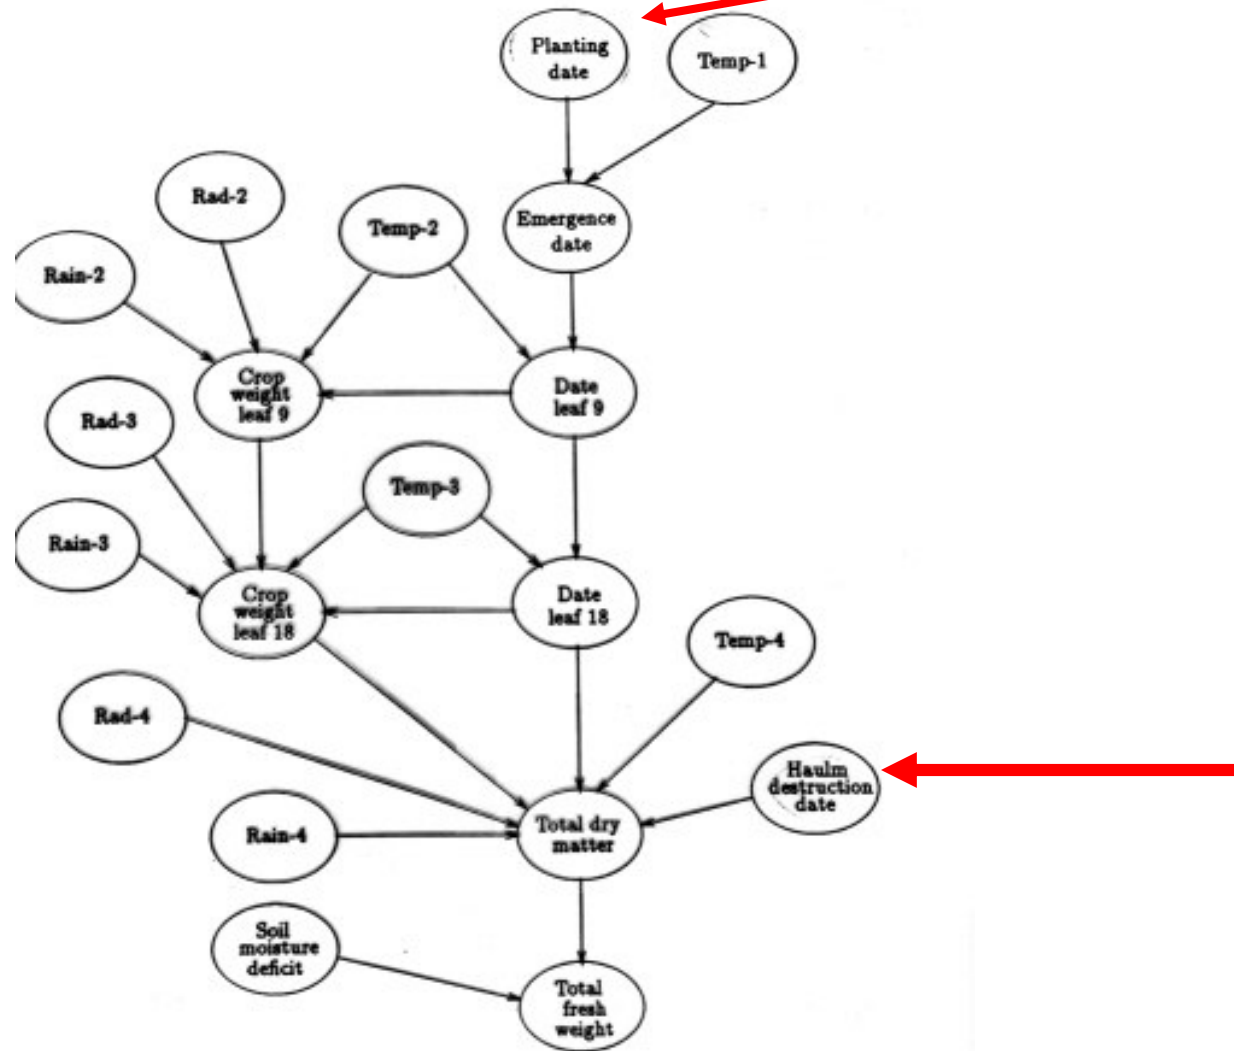 Planting
date
Temp-1
Rad-2
Temp-2
Emergence
date
Rain-2
Crop
weight
leaf 9
Date
leaf 9
Rad-3
Temp-3
Rain-3
Crop
weight
leaf 18
Date
leaf 18
Temp-4
Rad-4
Haulm
destruction
date
Rain-4
Total dry
matter
Soil
moisture
deficit
Total
fresh
weight